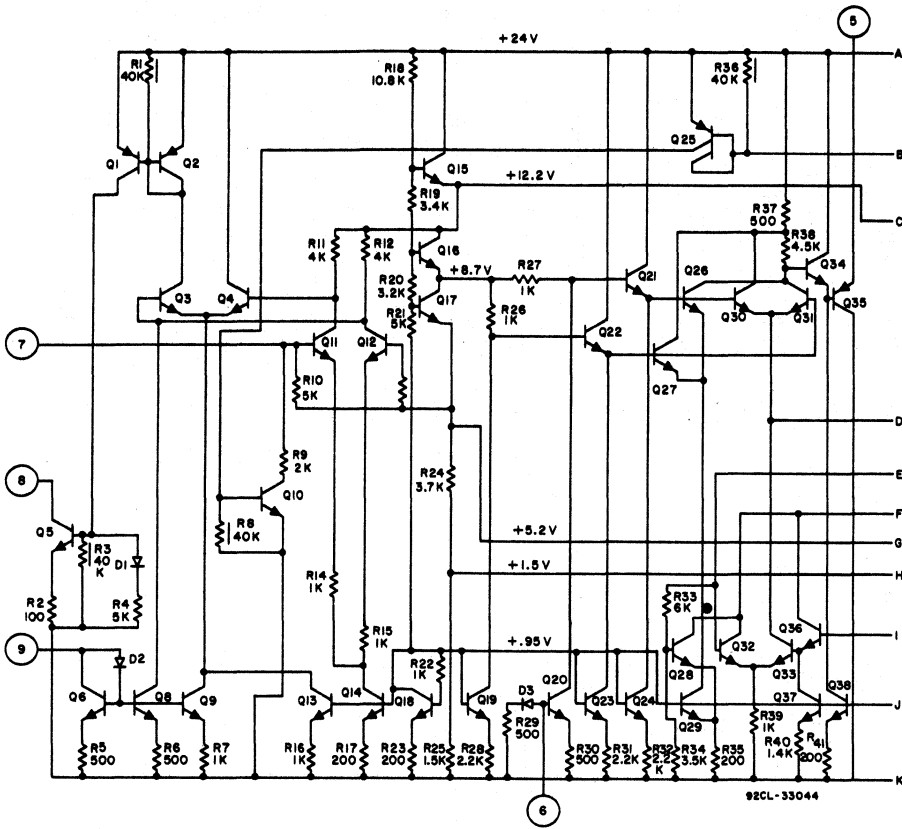 5
+24V
A
R1
40K
R18
10.8K
R36
40K
Q1
Q2
Q25
B
Q15
+12.2V
R19
3.4K
C
R37
500
R11
4K
R12
4K
Q16
R38
4.5K
Q34
+8.7V
R27
1K
R20
3.2K
Q21
Q26
Q3
Q4
Q17
R21
5K
R26
1K
Q30
Q31
Q35
7
Q11
Q12
Q22
Q27
R10
5K
D
R9
2K
R24
3.7K
E
8
Q10
F
Q5
R8
40K
+5.2V
G
R3
40
K
D1
+1.5V
H
R14
1K
R2
100
R4
5K
R33
6K
R15
1K
Q36
I
9
+.95V
D2
R22
1K
Q32
Q28
Q33
Q6
Q8
Q9
Q13
Q14
Q18
Q19
D3
Q20
Q23
Q24
Q37
Q38
J
R29
500
Q29
R39
1K
R5
500
R6
500
R7
1K
R16
1K
R17
200
R23
200
R25
1.5K
R28
2.2K
R30
500
R31
2.2K
R32
2.2
K
R34
3.5K
R35
200
R40
1.4K
R41
200
K
92CL-33044
6